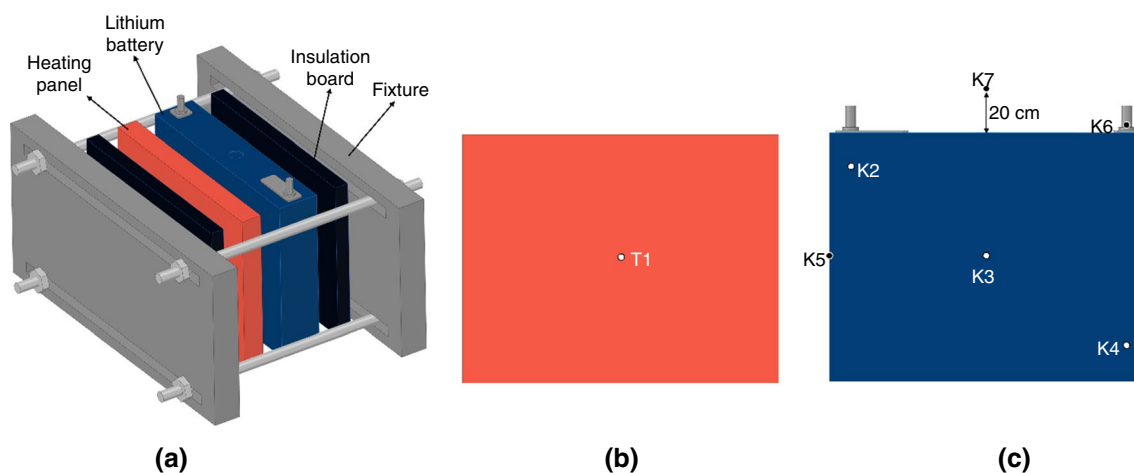 Lithium
battery
Heating
panel
Insulation
board
Fixture
T1
K7
20 cm
K6
K2
K5
K3
K4
(a)
(b)
(c)